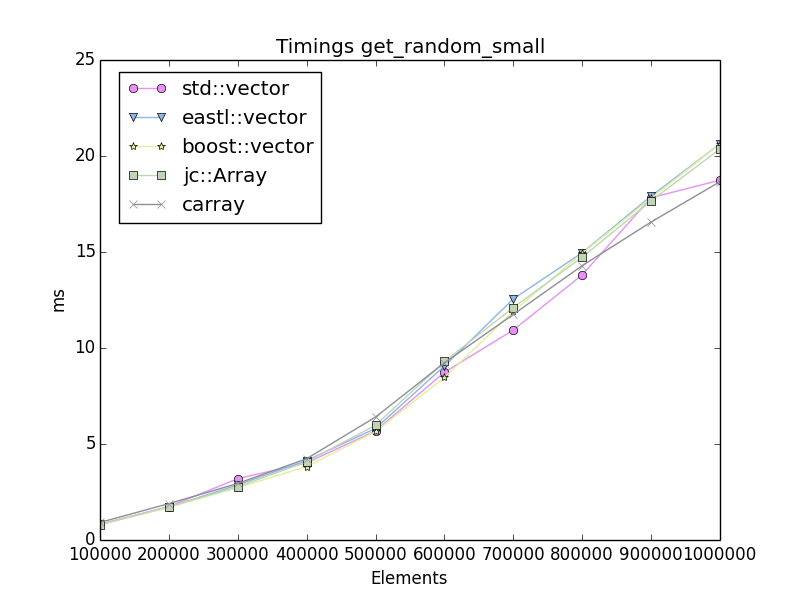 Timings get_random_small
25
20
15
10
5
0
ms
std::vector
eastl::vector
boost::vector
jc::Array
carray
100000 200000 300000 400000 500000 600000 700000 800000 900000 1000000
Elements